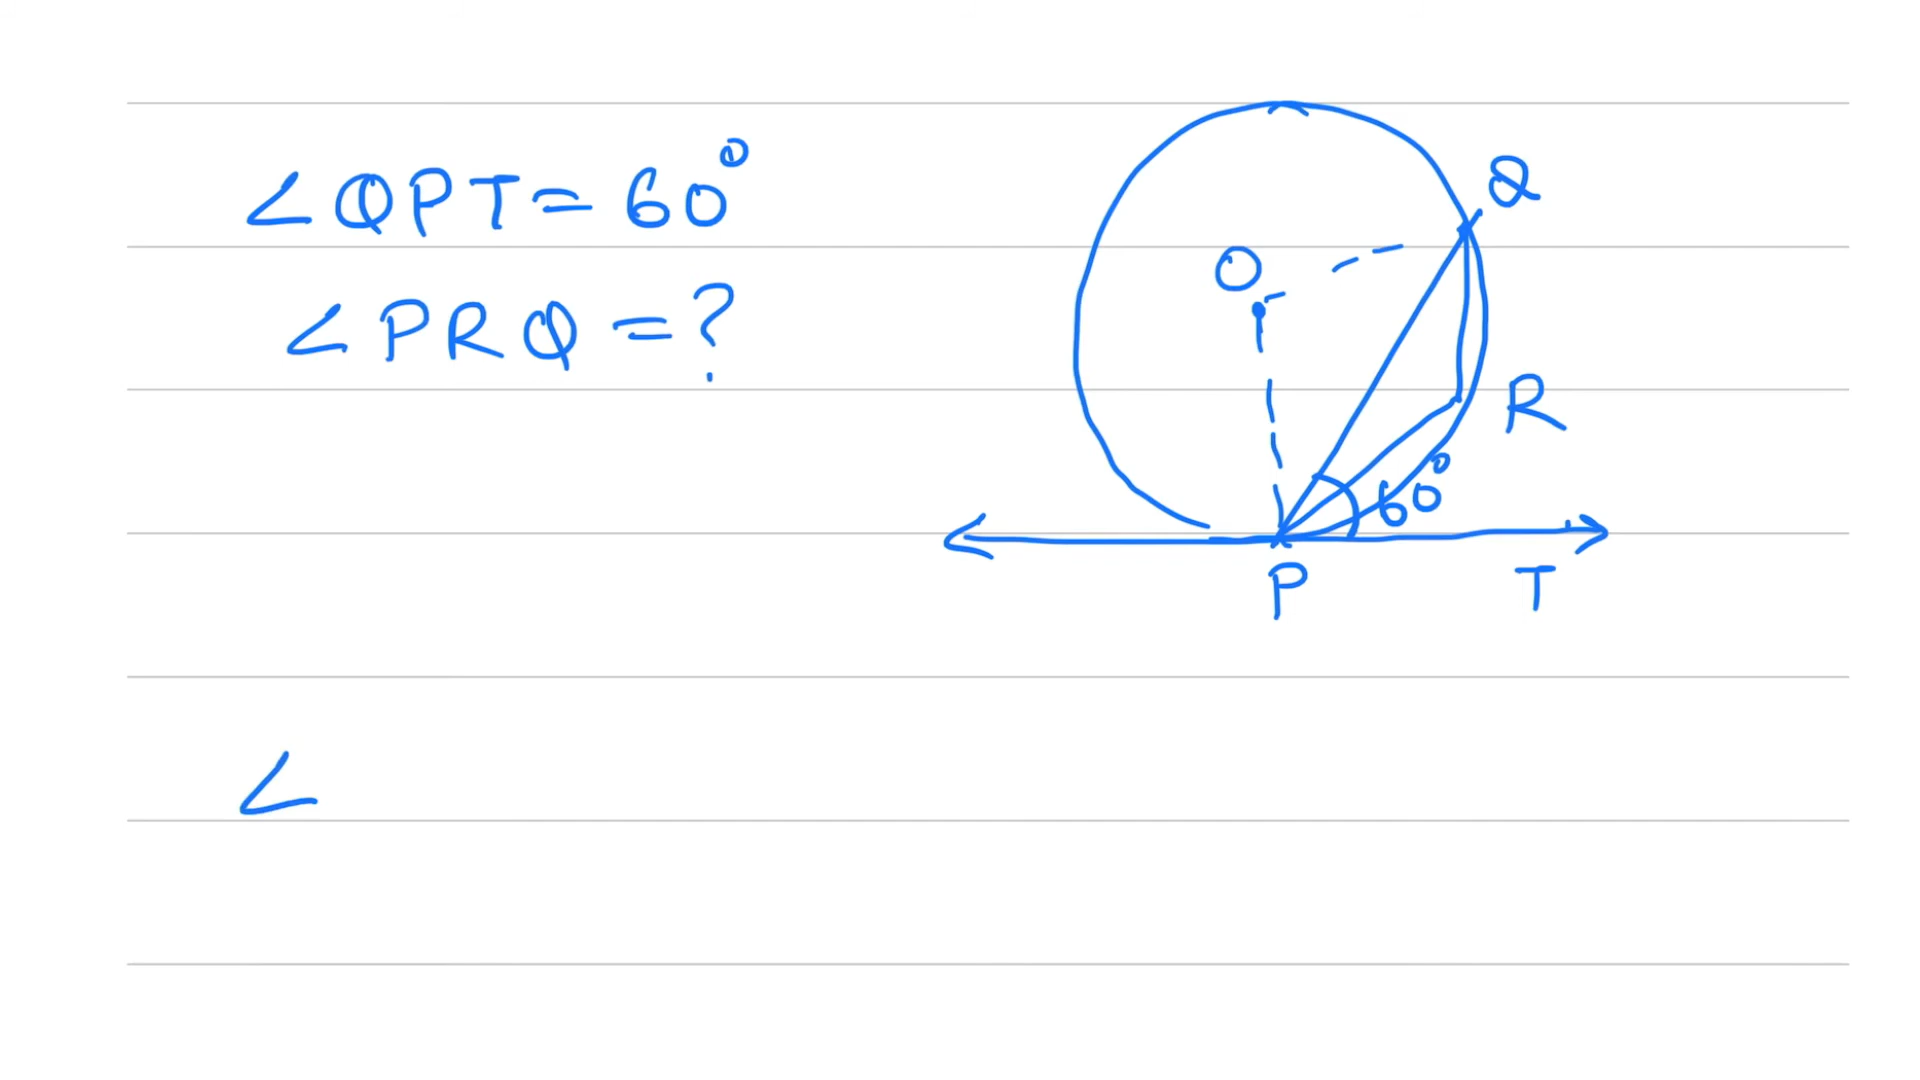 ∠QPT = 60°
∠PRQ = ?
Q
O
R
60°
P
T
∠